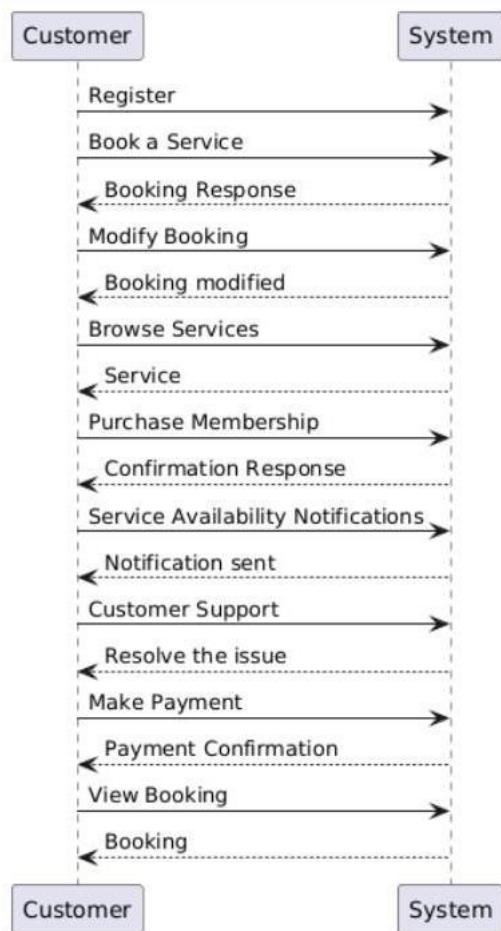 Customer System
Register
Book a Service
Booking Response
Modify Booking
Booking modified
Browse Services
Service
Purchase Membership
Confirmation Response
Service Availability Notifications
Notification sent
Customer Support
Resolve the issue
Make Payment
Payment Confirmation
View Booking
Booking
Customer System